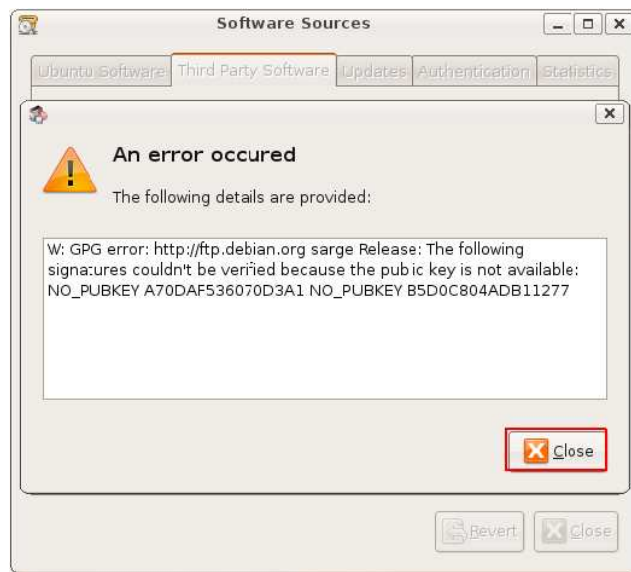 Software Sources
Ubuntu Software Third Party Software Updates Authentication Statistics
An error occured
The following details are provided:
W: GPG error: http://ftp.debian.org sarge Release: The following
signatures couldn't be verified because the public key is not available:
NO_PUBKEY A70DAF536070D3A1 NO_PUBKEY B5D0C804ADB11277
Close
Revert Close